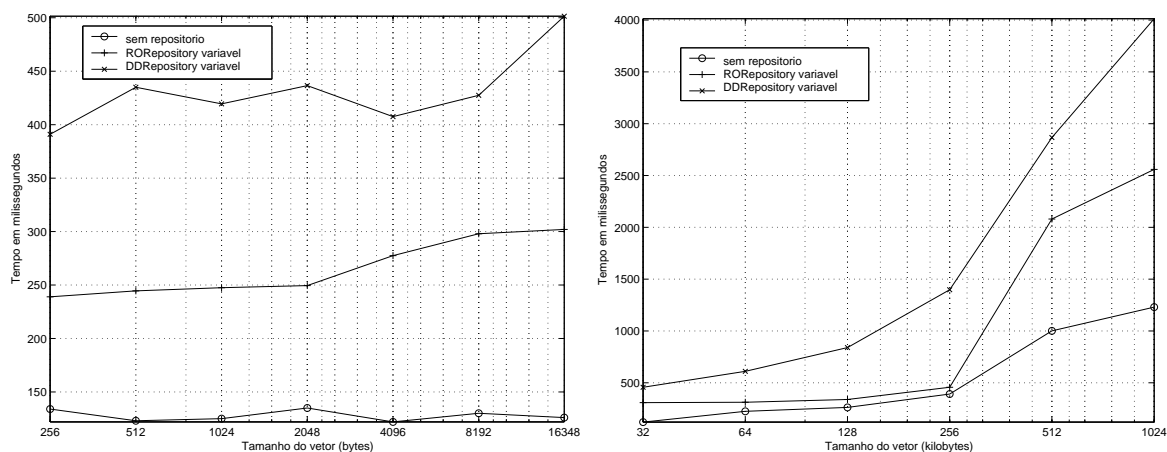 500
450
400
350
300
250
200
150
Tempo em milissegundos
sem repositorio
RORepository variavel
DDRepository variavel
256
512
1024
2048
4096
8192
16348
Tamanho do vetor (bytes)
4000
3500
3000
2500
2000
1500
1000
500
Tempo em milissegundos
sem repositorio
RORepository variavel
DDRepository variavel
32
64
128
256
512
1024
Tamanho do vetor (kilobytes)